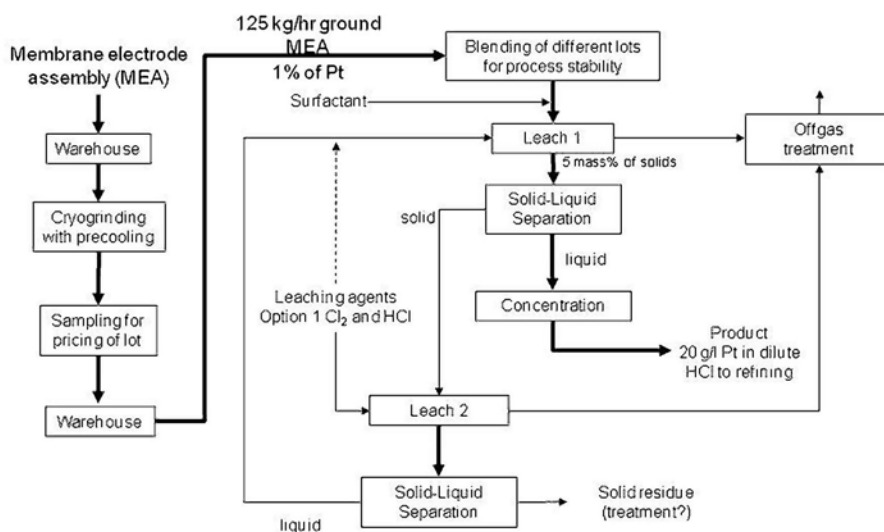 Membrane electrode
assembly (MEA)
Warehouse
Cryogrinding
with precooling
Sampling for
pricing of lot
Warehouse
125 kg/hr ground
MEA
1% of Pt
Blending of different lots
for process stability
Surfactant
Leach 1
Offgas
treatment
5 mass% of solids
Solid-Liquid
Separation
solid
liquid
Leaching agents
Option 1 Cl₂ and HCl
Concentration
Product
20 g/l Pt in dilute
HCl to refining
Leach 2
Solid-Liquid
Separation
liquid
Solid residue
(treatment?)